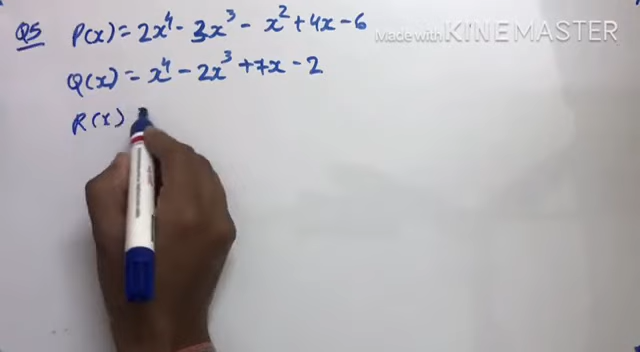 Q5 P(x) = 2x⁴ - 3x³ - x² + 4x - 6
Made with KINEMASTER
Q(x) = x⁴ - 2x³ + 7x - 2
R(x)